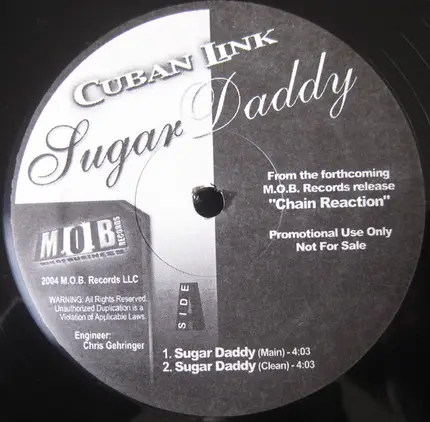 CUBAN LINK
Sugar Daddy
From the forthcoming
M.O.B. Records release
"Chain Reaction"
Promotional Use Only
Not For Sale
M.O.B.
RECORDS
2004 M.O.B. Records LLC
WARNING: All Rights Reserved.
Unauthorized Duplication is a
Violation of Applicable Laws.
Engineer:
Chris Gehringer
SIDE A
1. Sugar Daddy (Main) - 4:03
2. Sugar Daddy (Clean) - 4:03